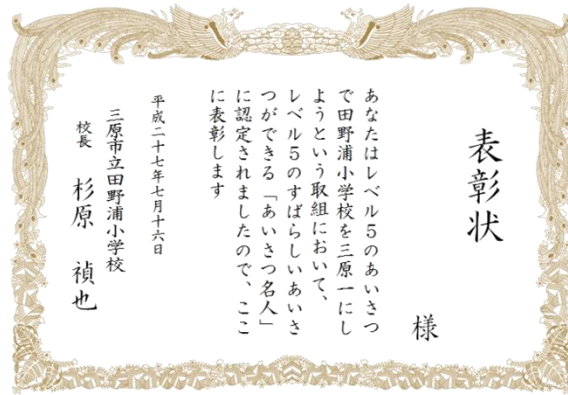 表彰状
様
あなたはレベル５のあいさつ
で田野浦小学校を三原一にし
ようという取組において、
レベル５のすばらしいあいさ
つができる「あいさつ名人」
に認定されましたので、ここ
に表彰します
平成二十七年七月十六日
三原市立田野浦小学校
校長 杉原 禎也